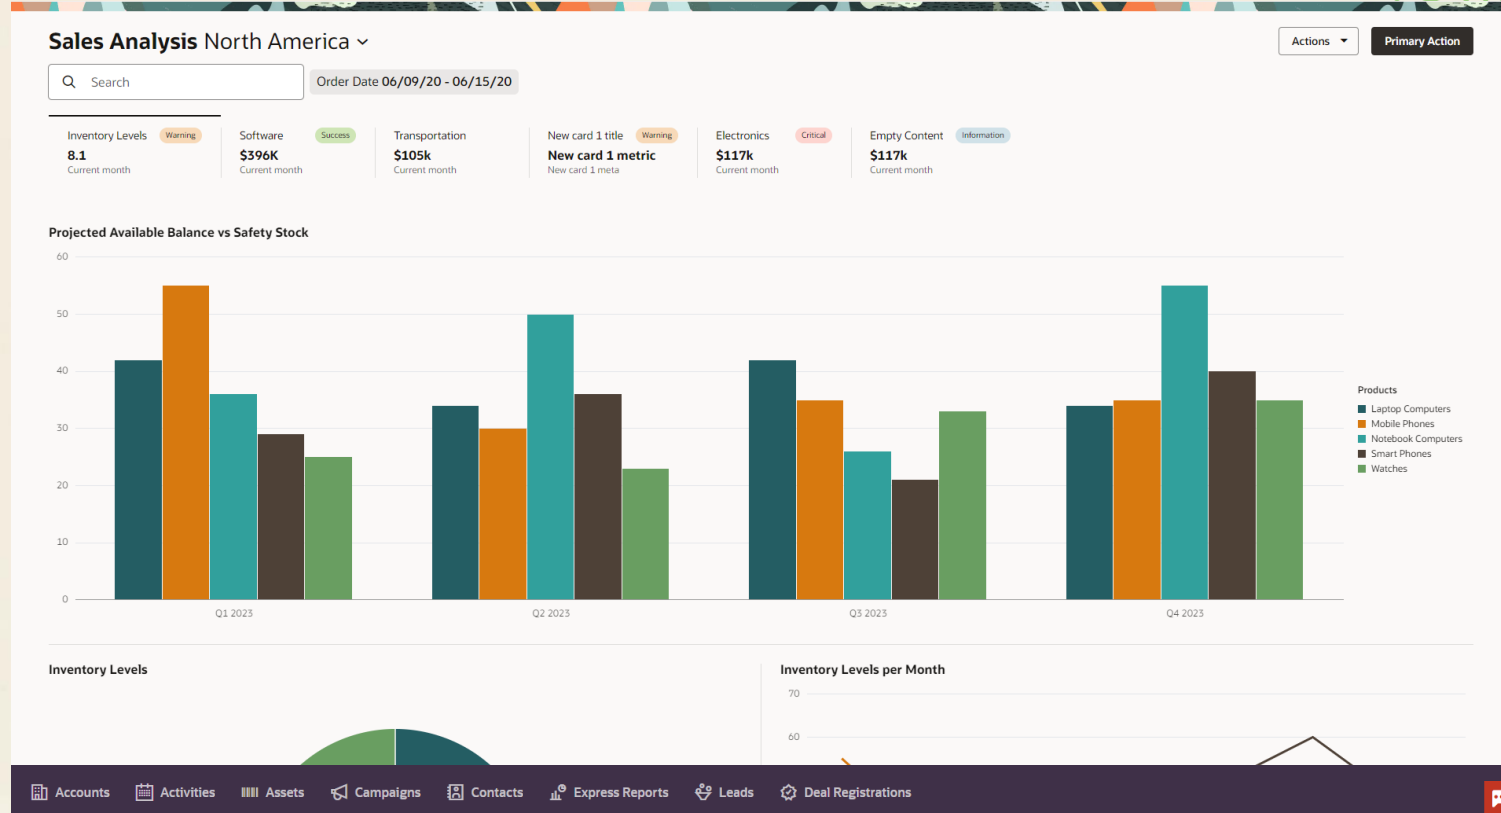 Sales Analysis North America
Actions
Primary Action
Search
Order Date 06/09/20 - 06/15/20
Inventory Levels Warning
8.1
Current month
Software Success
$396K
Current month
Transportation
$105k
Current month
New card 1 title Warning
New card 1 metric
New card 1 meta
Electronics Critical
$117k
Current month
Empty Content Information
$117k
Current month
Projected Available Balance vs Safety Stock
60
50
40
30
20
10
0
Q1 2023 Q2 2023 Q3 2023 Q4 2023
Products
Laptop Computers
Mobile Phones
Notebook Computers
Smart Phones
Watches
Inventory Levels
Inventory Levels per Month
70
60
Accounts Activities Assets Campaigns Contacts Express Reports Leads Deal Registrations